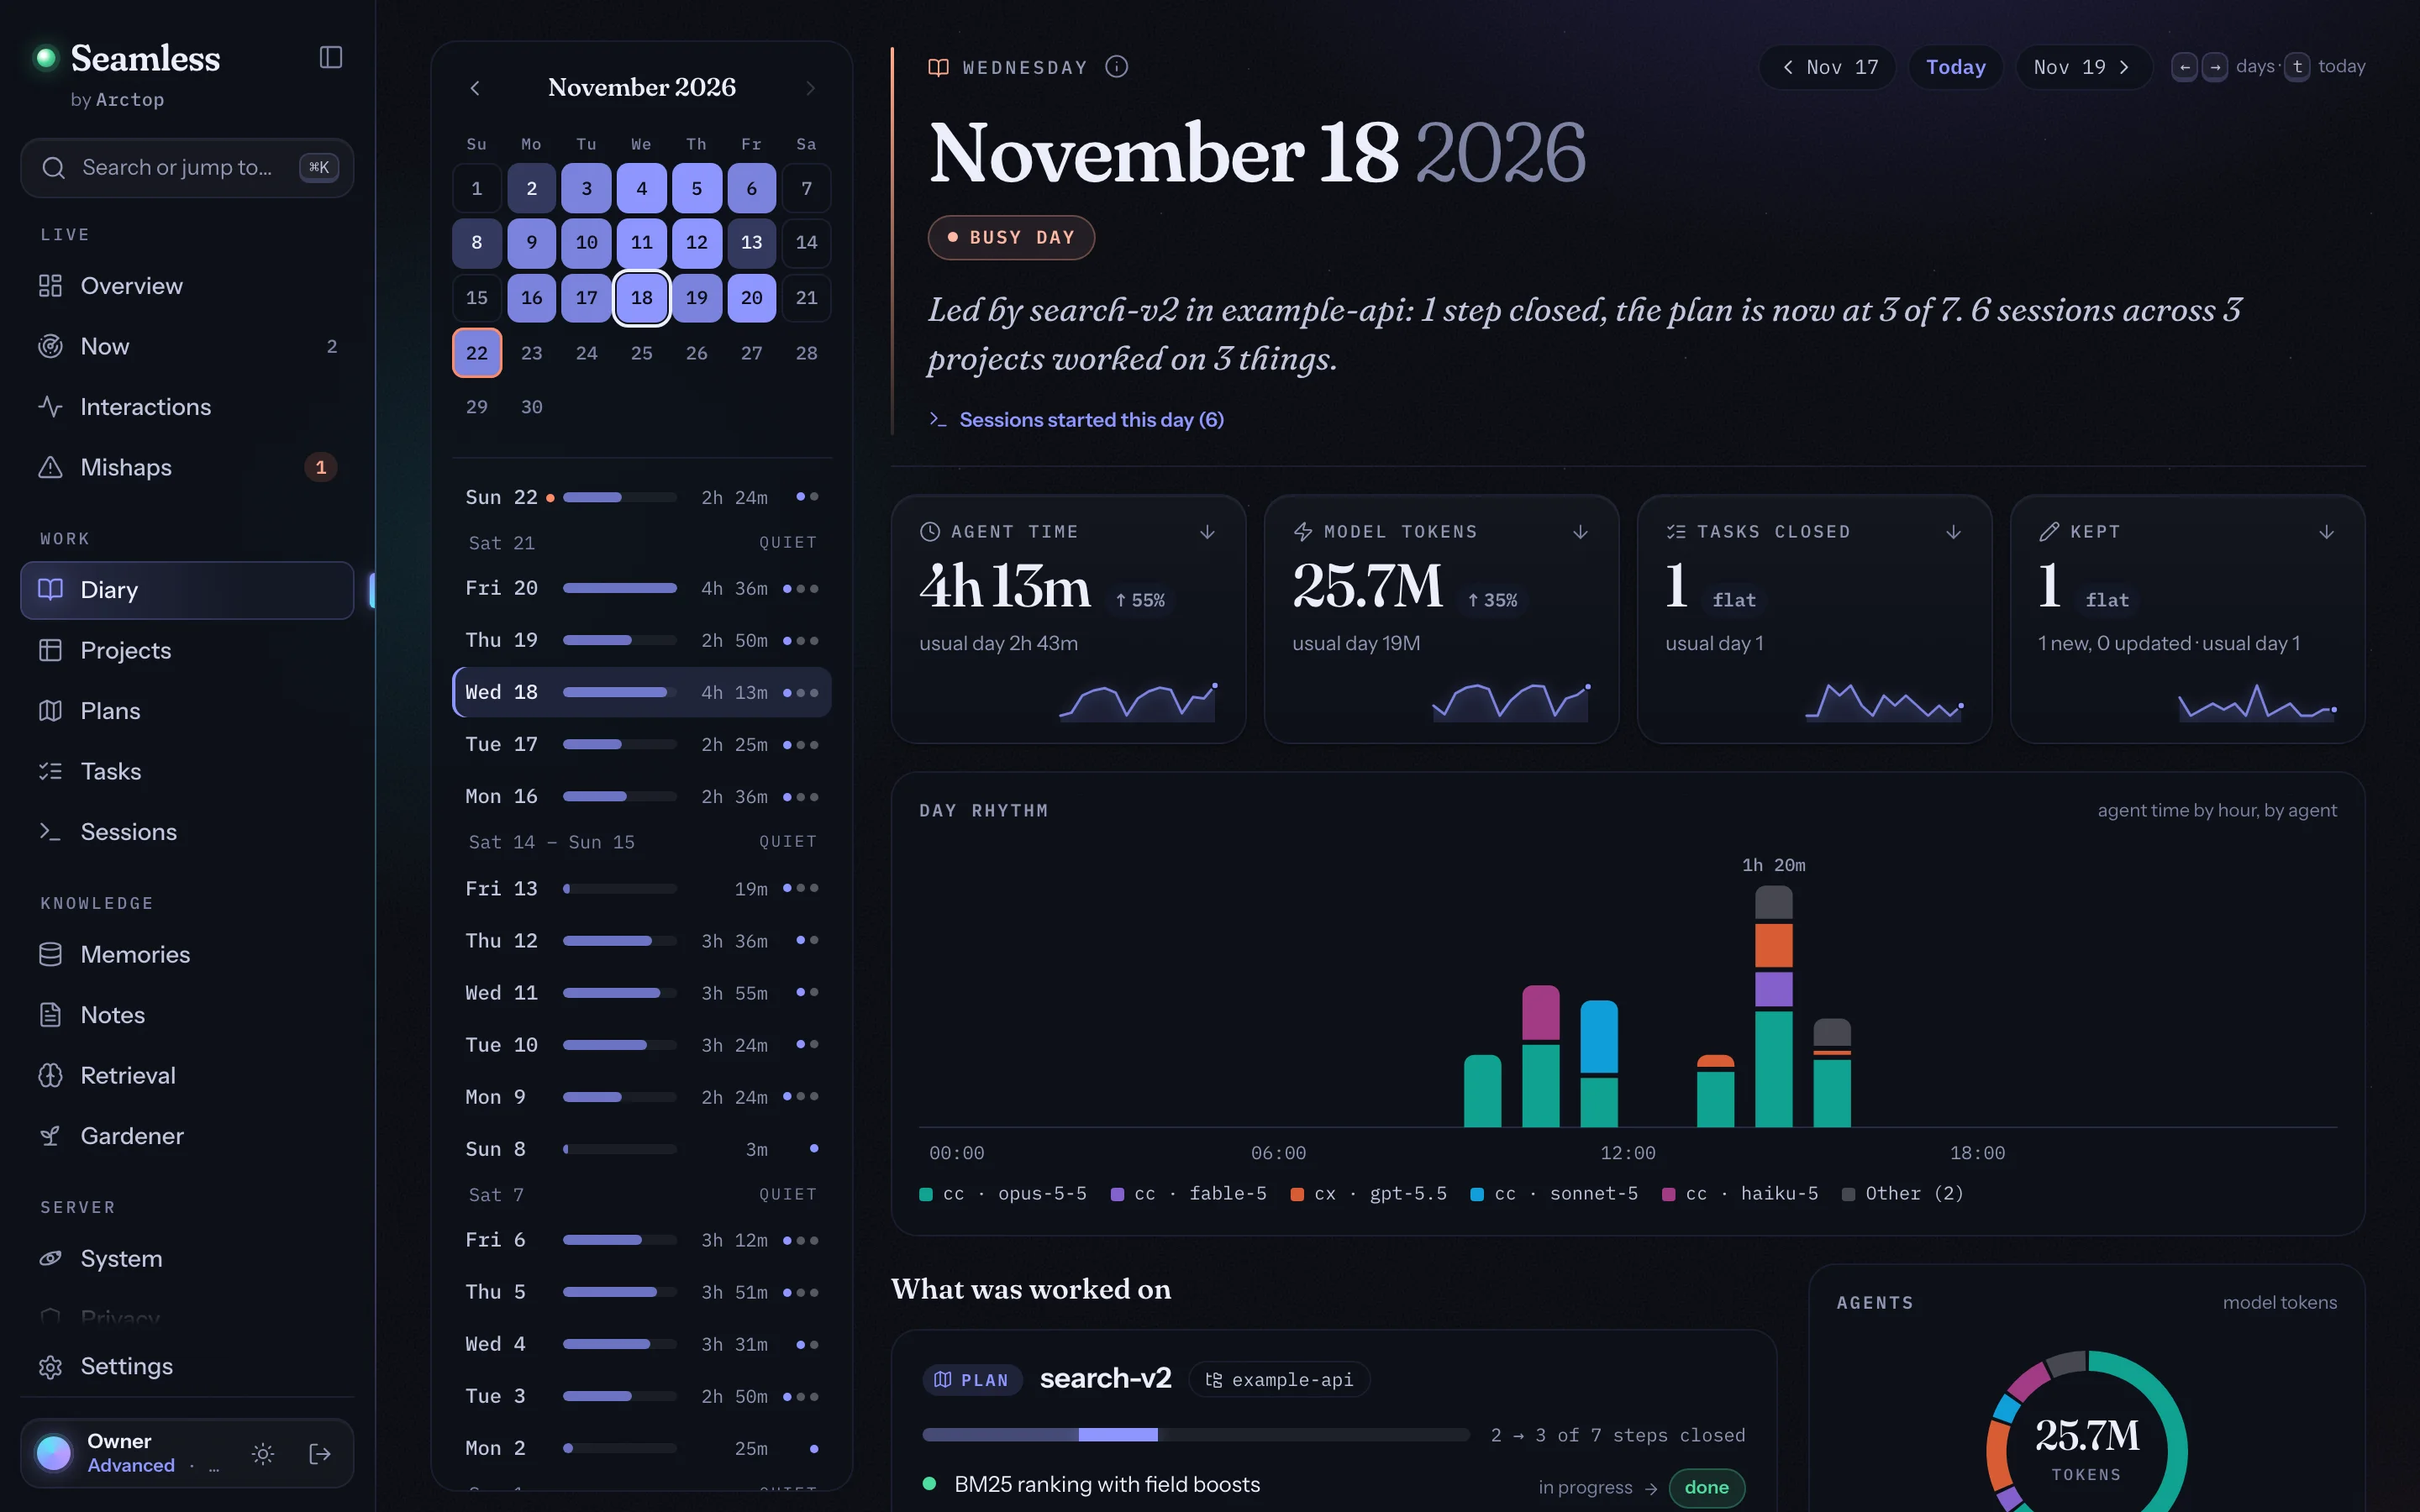 Seamless
by Arctop
Search or jump to... ⌘K
LIVE
Overview
Now 2
Interactions
Mishaps 1
WORK
Diary
Projects
Plans
Tasks
Sessions
KNOWLEDGE
Memories
Notes
Retrieval
Gardener
SERVER
System
Privacy
Settings
Owner
Advanced · …
November 2026
Su Mo Tu We Th Fr Sa
1 2 3 4 5 6 7
8 9 10 11 12 13 14
15 16 17 18 19 20 21
22 23 24 25 26 27 28
29 30
Sun 22 2h 24m
Sat 21 QUIET
Fri 20 4h 36m
Thu 19 2h 50m
Wed 18 4h 13m
Tue 17 2h 25m
Mon 16 2h 36m
Sat 14 – Sun 15 QUIET
Fri 13 19m
Thu 12 3h 36m
Wed 11 3h 55m
Tue 10 3h 24m
Mon 9 2h 24m
Sun 8 3m
Sat 7 QUIET
Fri 6 3h 12m
Thu 5 3h 51m
Wed 4 3h 31m
Tue 3 2h 50m
Mon 2 25m
WEDNESDAY
Nov 17 Today Nov 19 ← → days · t today
November 18 2026
BUSY DAY
Led by search-v2 in example-api: 1 step closed, the plan is now at 3 of 7. 6 sessions across 3
projects worked on 3 things.
Sessions started this day (6)
AGENT TIME ↓
4h 13m ↑ 55%
usual day 2h 43m
MODEL TOKENS ↓
25.7M ↑ 35%
usual day 19M
TASKS CLOSED ↓
1 flat
usual day 1
KEPT ↓
1 flat
1 new, 0 updated · usual day 1
DAY RHYTHM agent time by hour, by agent
1h 20m
00:00 06:00 12:00 18:00
cc · opus-5-5 cc · fable-5 cx · gpt-5.5 cc · sonnet-5 cc · haiku-5 Other (2)
What was worked on
PLAN search-v2 example-api
2 → 3 of 7 steps closed
BM25 ranking with field boosts in progress → done
AGENTS model tokens
25.7M
TOKENS